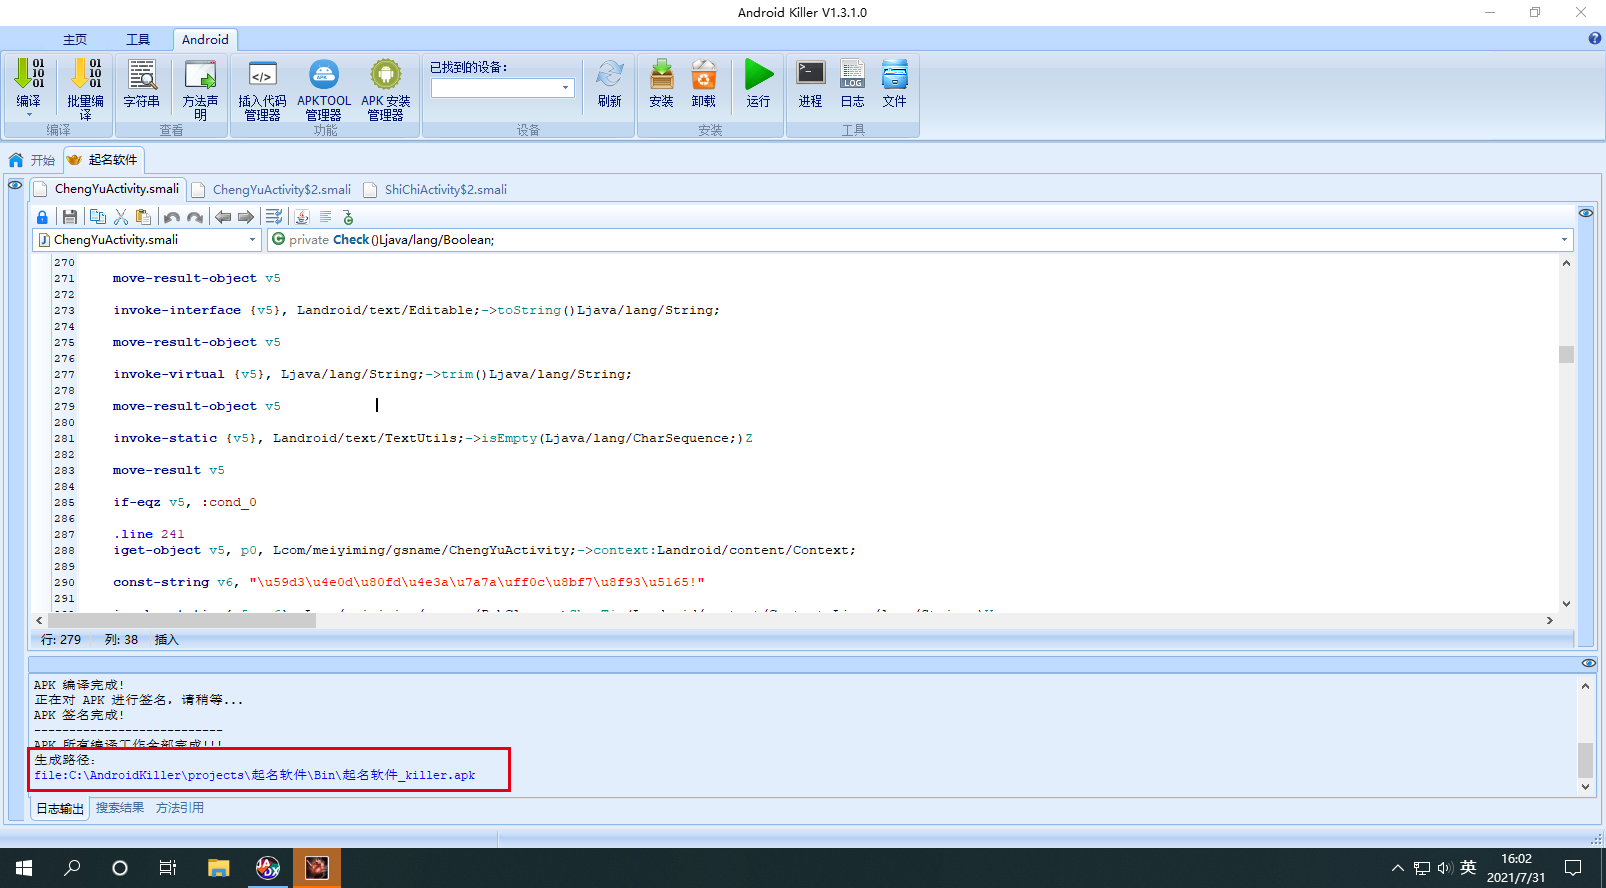 Android Killer V1.3.1.0
主页 工具 Android
编译 批量编译 字符串 方法声明 插入代码管理器 APKTOOL管理器 APK 安装管理器 已找到的设备: 刷新 安装 卸载 运行 进程 日志 文件
编译 查看 功能 设备 安装 工具
开始 起名软件
ChengYuActivity.smali ChengYuActivity$2.smali ShiChiActivity$2.smali
ChengYuActivity.smali private Check()Ljava/lang/Boolean;
270
271 move-result-object v5
272
273 invoke-interface {v5}, Landroid/text/Editable;->toString()Ljava/lang/String;
274
275 move-result-object v5
276
277 invoke-virtual {v5}, Ljava/lang/String;->trim()Ljava/lang/String;
278
279 move-result-object v5
280
281 invoke-static {v5}, Landroid/text/TextUtils;->isEmpty(Ljava/lang/CharSequence;)Z
282
283 move-result v5
284
285 if-eqz v5, :cond_0
286
287 .line 241
288 iget-object v5, p0, Lcom/meiyiming/gsname/ChengYuActivity;->context:Landroid/content/Context;
289
290 const-string v6, "\u59d3\u4e0d\u80fd\u4e3a\u7a7a\uff0c\u8bf7\u8f93\u5165!"
291
行: 279 列: 38 插入
APK 编译完成!
正在对 APK 进行签名, 请稍等...
APK 签名完成!
---------------------------
APK 所有编译工作全部完成!!!
生成路径:
file:C:\AndroidKiller\projects\起名软件\Bin\起名软件_killer.apk
日志输出 搜索结果 方法引用
英 16:02
2021/7/31